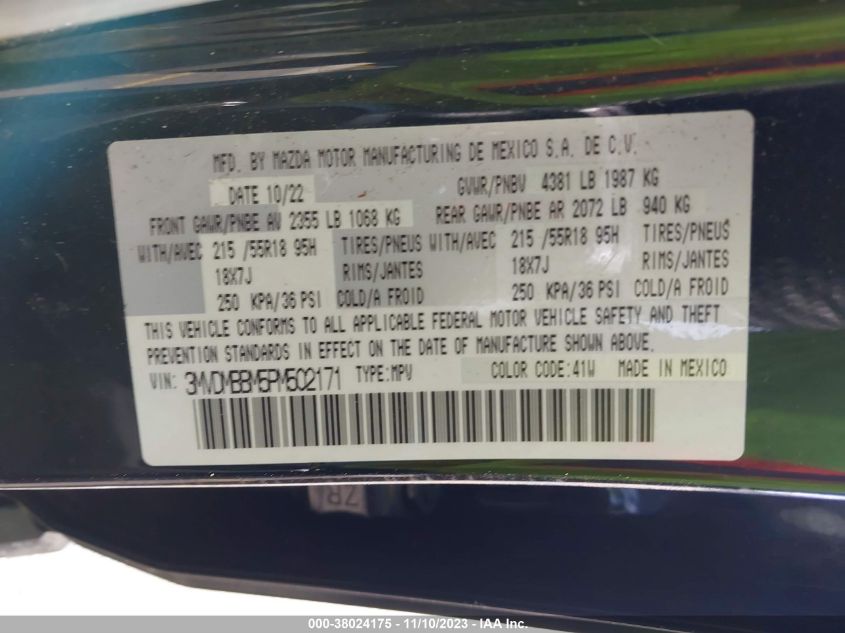 MFD. BY MAZDA MOTOR MANUFACTURING DE MEXICO S.A. DE C.V.
DATE 10/22 GVWR/PNBV 4381 LB 1987 KG
FRONT GAWR/PNBE AV 2355 LB 1068 KG REAR GAWR/PNBE AR 2072 LB 940 KG
WITH/AVEC 215 /55R18 95H TIRES/PNEUS WITH/AVEC 215 /55R18 95H TIRES/PNEUS
18X7J RIMS/JANTES 18X7J RIMS/JANTES
250 KPA/36 PSI COLD/A FROID 250 KPA/36 PSI COLD/A FROID
THIS VEHICLE CONFORMS TO ALL APPLICABLE FEDERAL MOTOR VEHICLE SAFETY AND THEFT
PREVENTION STANDARDS IN EFFECT ON THE DATE OF MANUFACTURE SHOWN ABOVE.
VIN: 3MVDMBBM5PM502171 TYPE:MPV COLOR CODE:41W MADE IN MEXICO
000-38024175 - 11/10/2023 - IAA Inc.